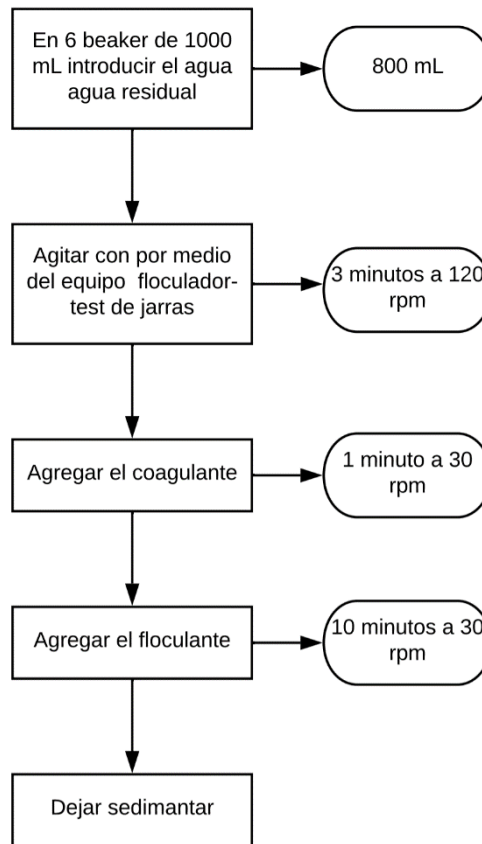 En 6 beaker de 1000
mL introducir el agua
agua residual
800 mL
Agitar con por medio
del equipo floculador-
test de jarras
3 minutos a 120
rpm
Agregar el coagulante
1 minuto a 30
rpm
Agregar el floculante
10 minutos a 30
rpm
Dejar sedimantar